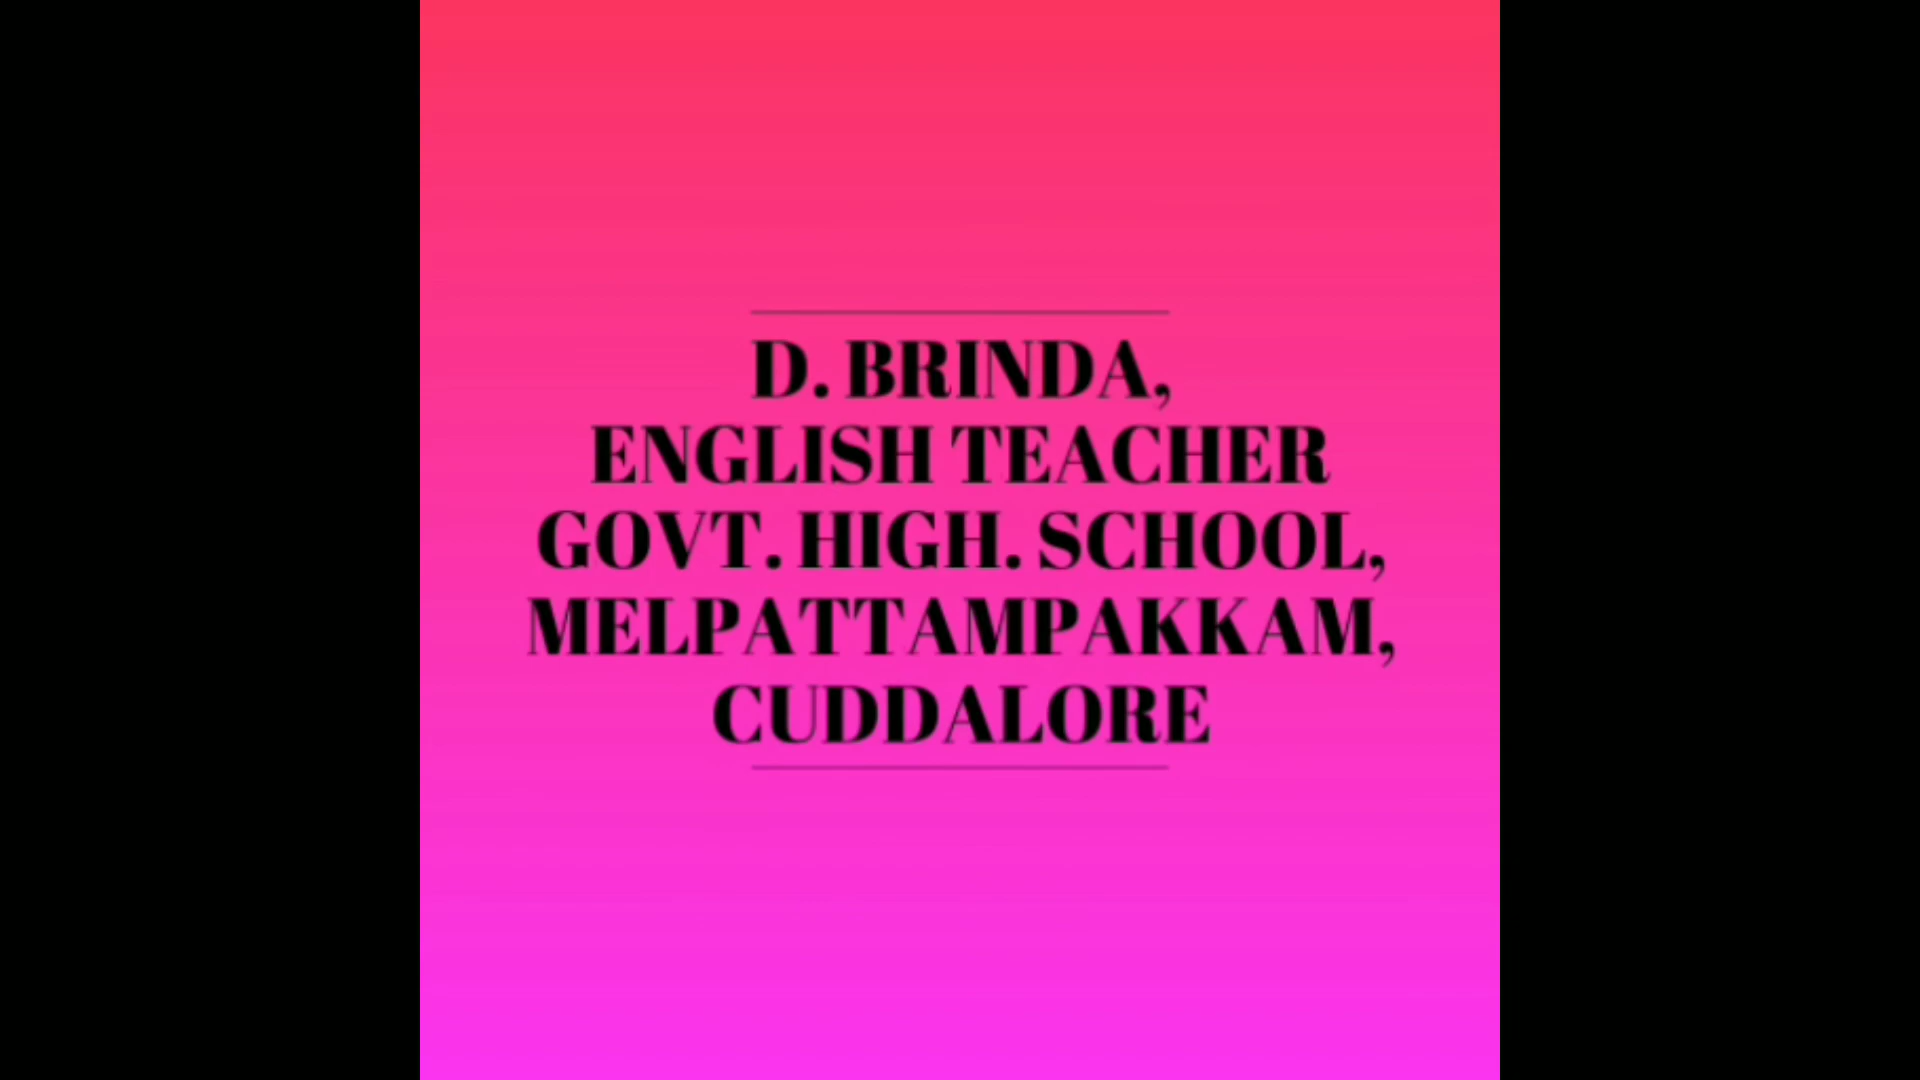 D. BRINDA,
ENGLISH TEACHER
GOVT. HIGH. SCHOOL,
MELPATTAMPAKKAM,
CUDDALORE